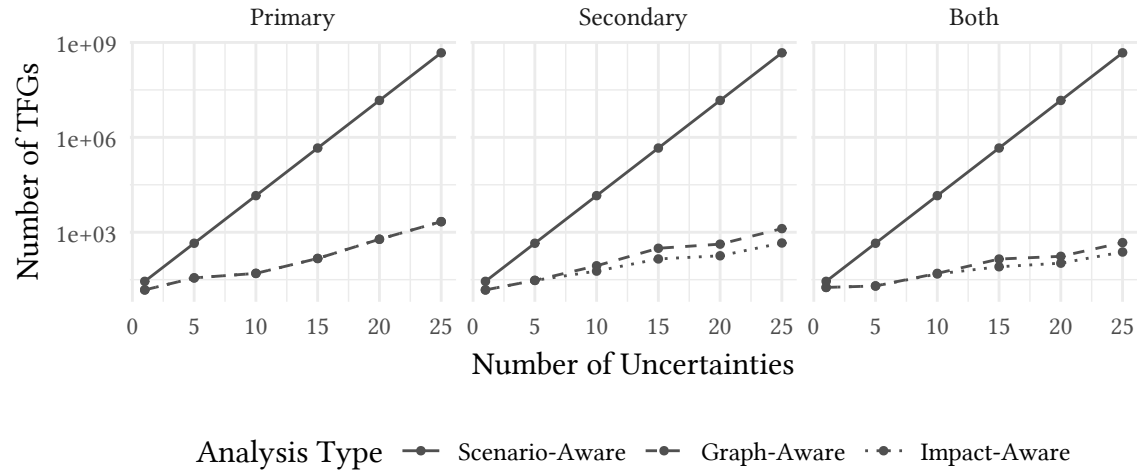 Primary Secondary Both
1e+09
1e+06
1e+03
Number of TFGs
0 5 10 15 20 25 0 5 10 15 20 25 0 5 10 15 20 25
Number of Uncertainties
Analysis Type Scenario-Aware Graph-Aware Impact-Aware